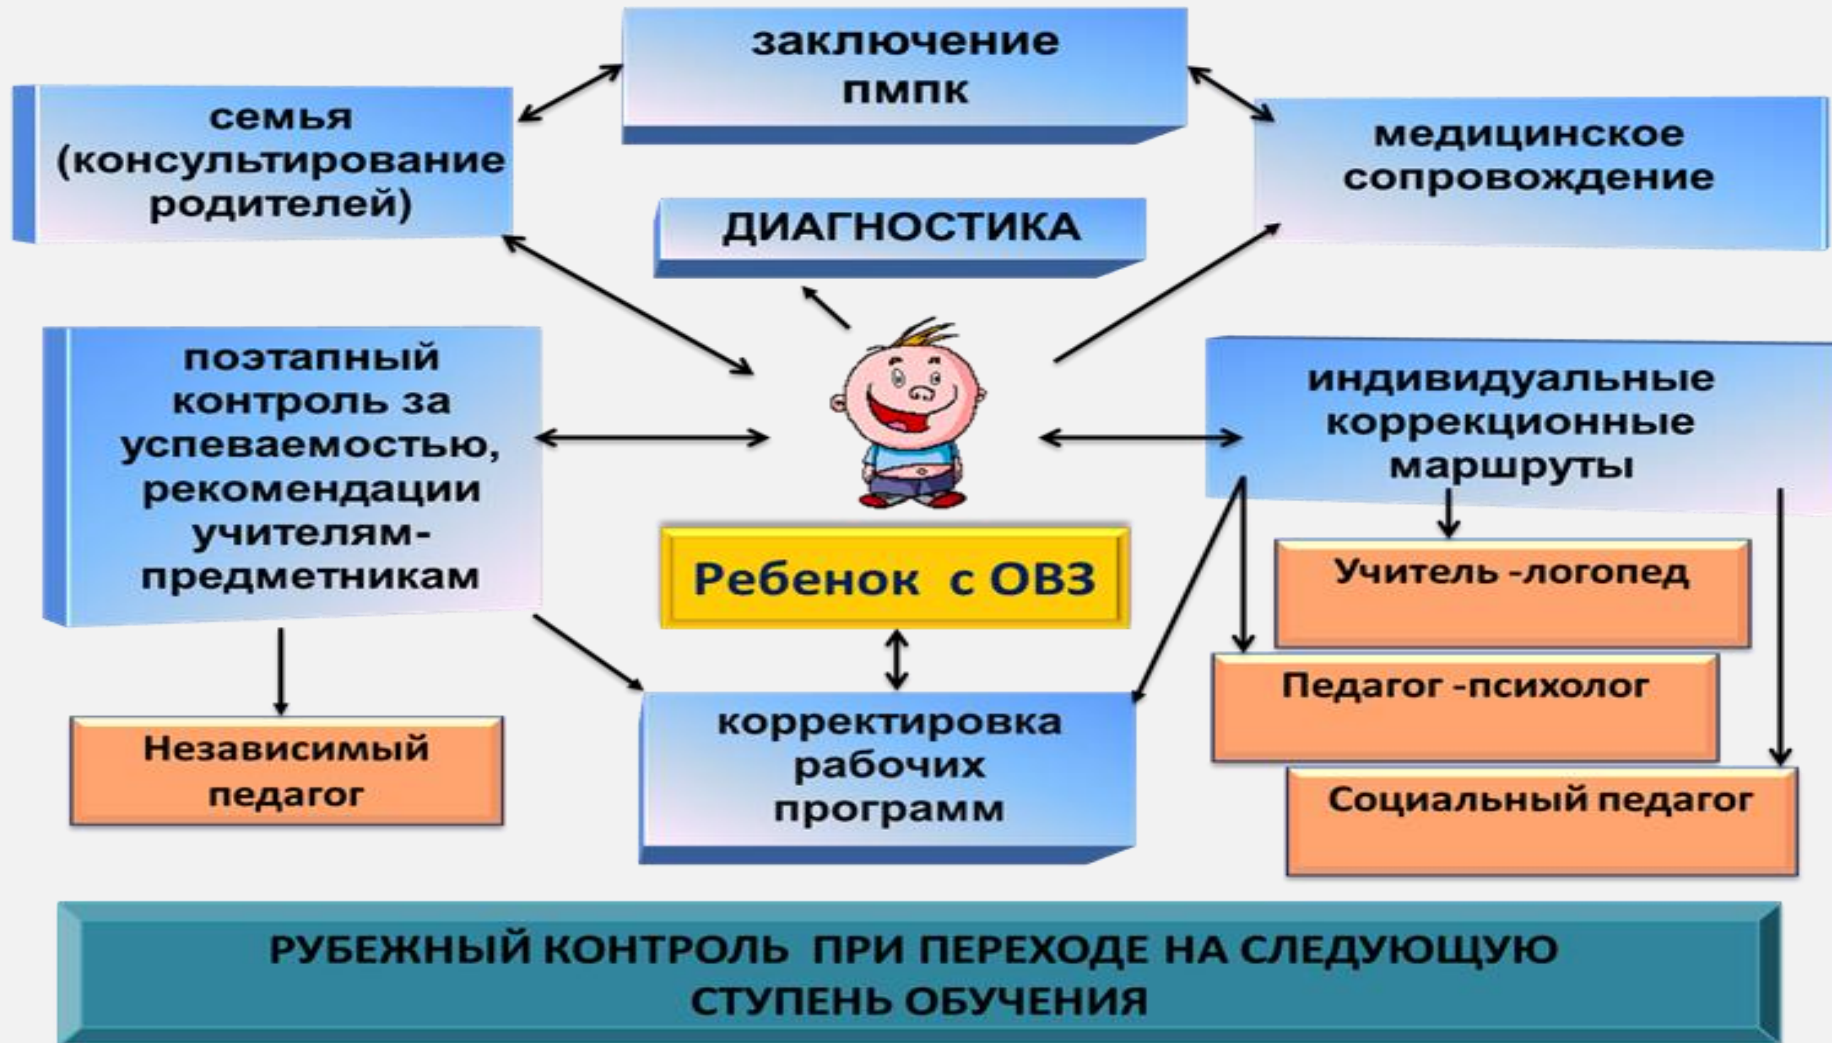 заключение
пмпк
семья
(консультирование
родителей)
медицинское
сопровождение
ДИАГНОСТИКА
поэтапный
контроль за
успеваемостью,
рекомендации
учителям-
предметникам
индивидуальные
коррекционные
маршруты
Ребенок с ОВЗ
Учитель -логопед
Педагог -психолог
Социальный педагог
Независимый
педагог
корректировка
рабочих
программ
РУБЕЖНЫЙ КОНТРОЛЬ ПРИ ПЕРЕХОДЕ НА СЛЕДУЮЩУЮ
СТУПЕНЬ ОБУЧЕНИЯ